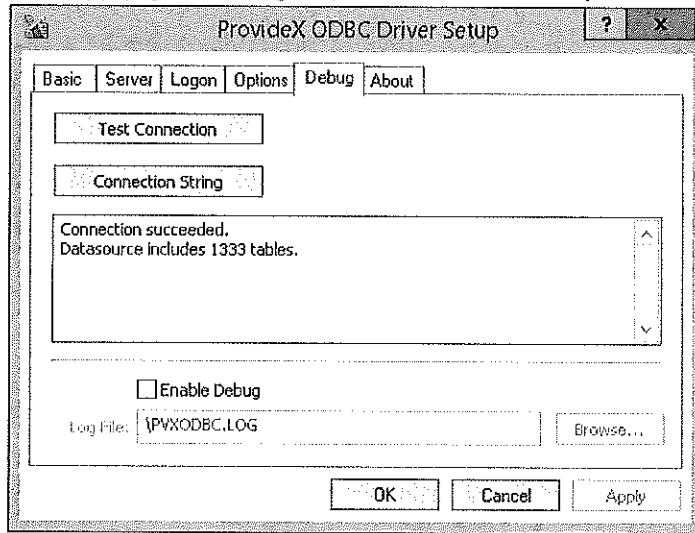 ProvideX ODBC Driver Setup
? x
Basic Server Logon Options Debug About
Test Connection
Connection String
Connection succeeded.
Datasource includes 1333 tables.
Enable Debug
Log File: \PVXODBC.LOG Browse...
OK Cancel Apply